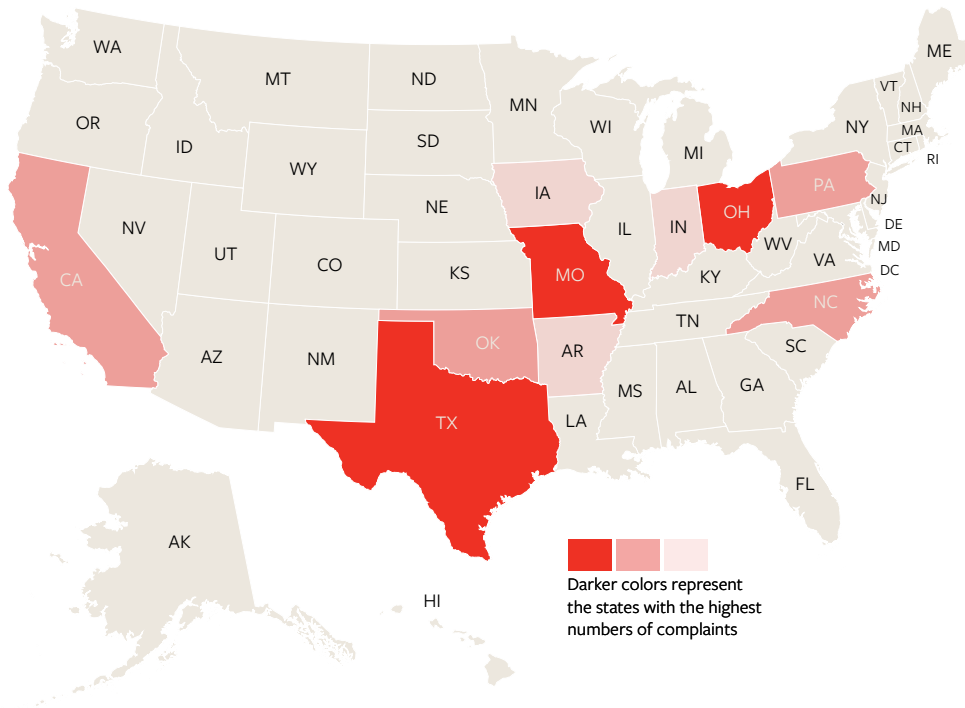 WA
MT
ND
MN
ME
VT
NH
OR
ID
SD
WI
NY
MA
CT
RI
WY
MI
NE
IA
PA
NJ
NV
UT
CO
KS
MO
IL
IN
OH
WV
VA
DE
MD
DC
CA
KY
NC
AZ
NM
OK
AR
TN
SC
TX
LA
MS
AL
GA
FL
AK
HI
Darker colors represent
the states with the highest
numbers of complaints